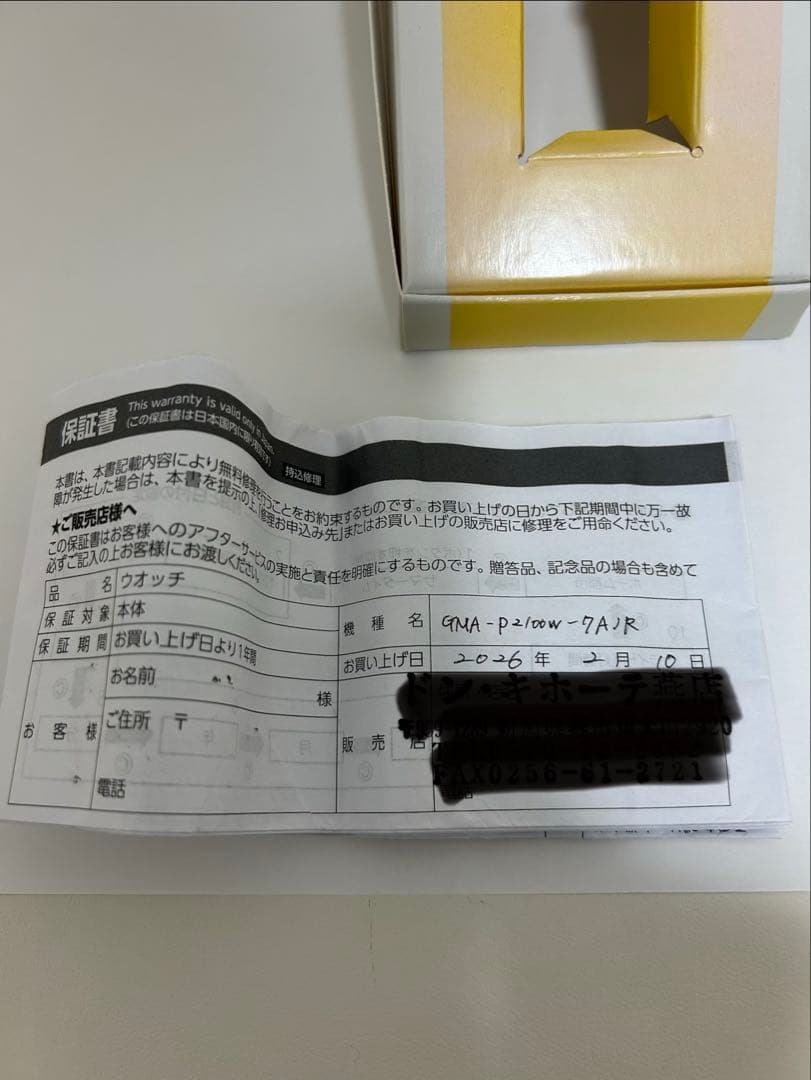 保証書
This warranty is valid only in Japan.
(この保証書は日本国内に限り有効です)
持込修理
本書は、本書記載内容により無料修理を行うことをお約束するものです。お買い上げの日から下記期間中に万一故
障が発生した場合は、本書を提示の上「修理お申込み先」またはお買い上げの販売店に修理をご用命ください。
★ご販売店様へ
この保証書はお客様へのアフターサービスの実施と責任を明確にするものです。贈答品、記念品の場合も含めて
必ずご記入の上お客様にお渡しください。
品名 ウオッチ
保証対象 本体
機種名 GMA-P2100W-7AJR
保証期間 お買い上げ日より1年間
お買い上げ日 2026年 2月 10日
お客様
お名前 様
ご住所 〒
電話
販売店